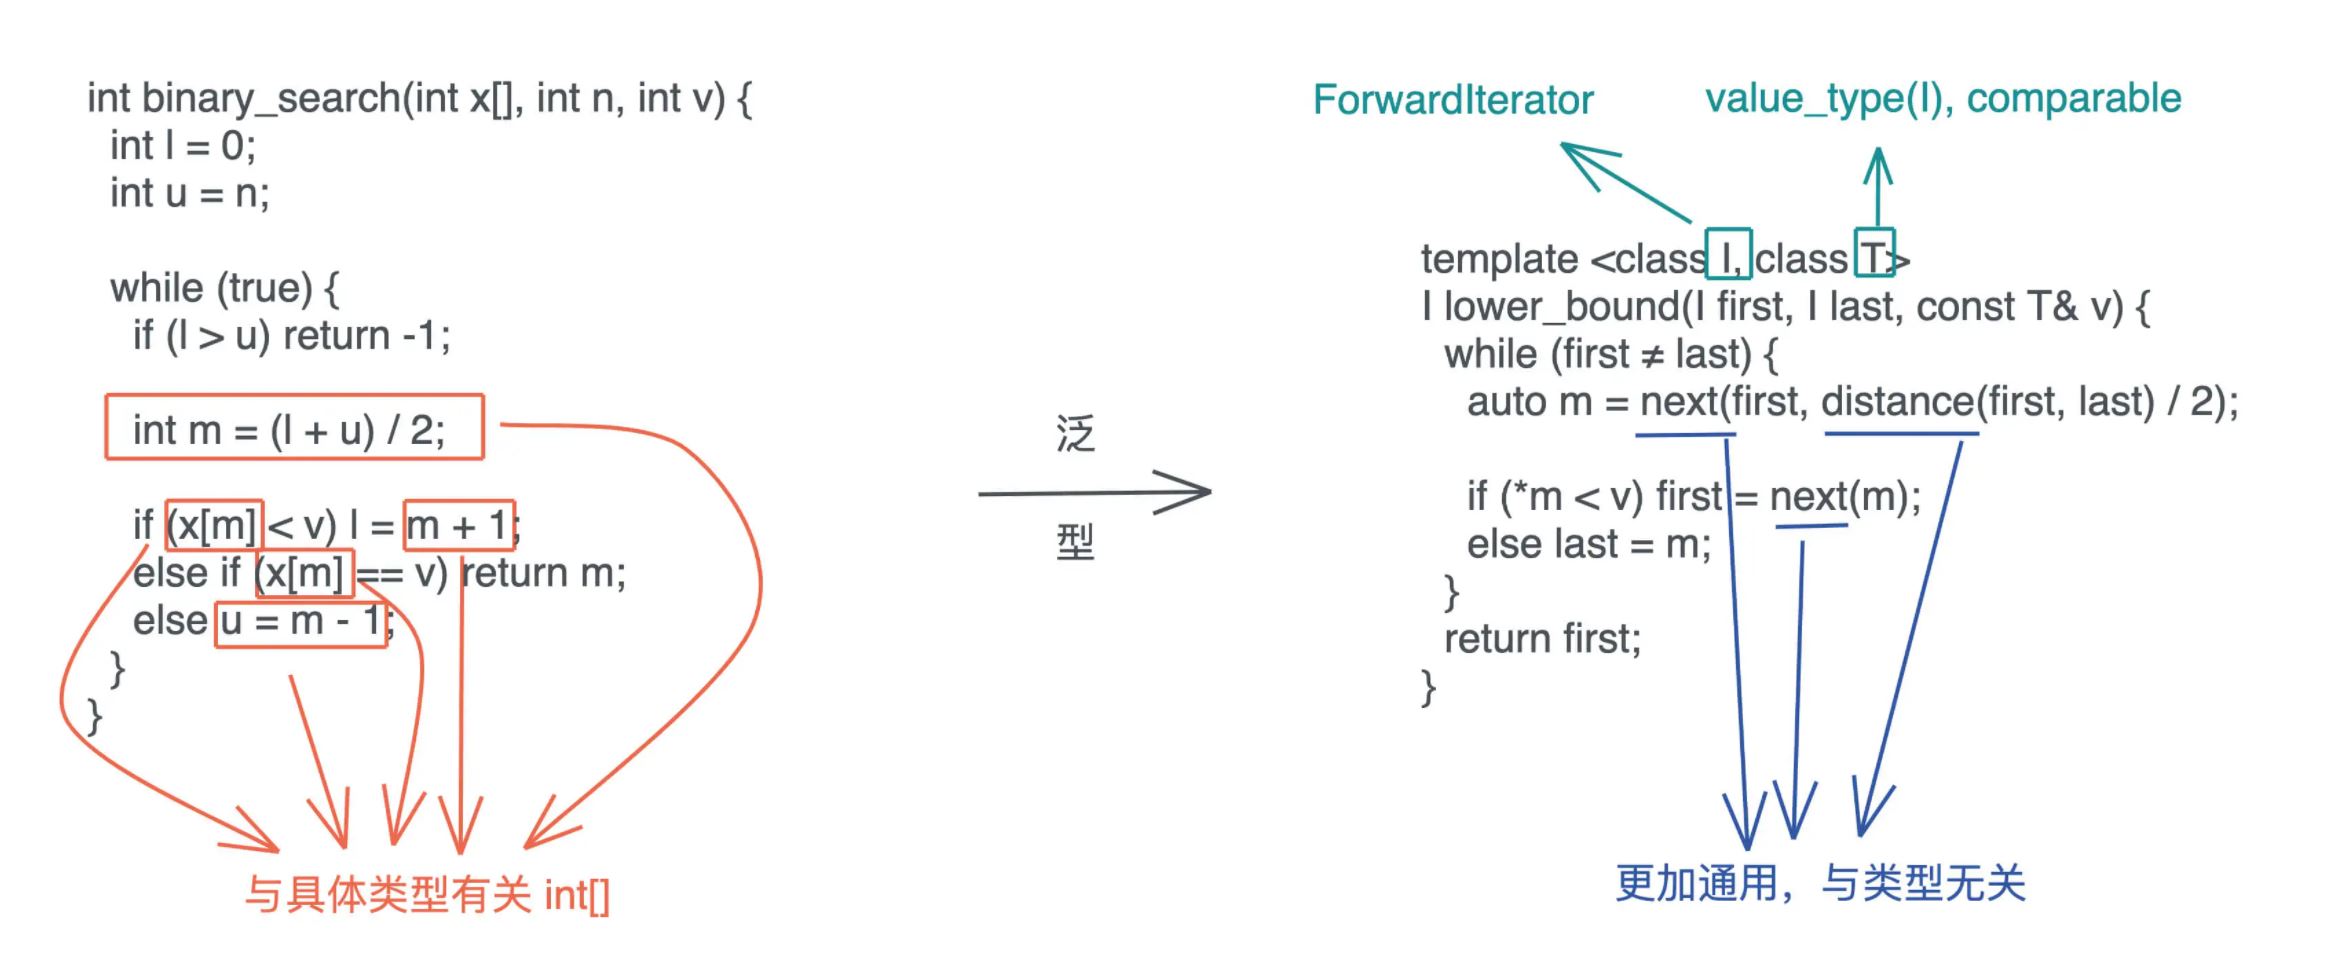 int binary_search(int x[], int n, int v) {
int l = 0;
int u = n;
while (true) {
if (l > u) return -1;
int m = (l + u) / 2;
if (x[m] < v) l = m + 1;
else if (x[m] == v) return m;
else u = m - 1;
}
}
与具体类型有关 int[]
泛
型
ForwardIterator
value_type(I), comparable
template <class I, class T>
I lower_bound(I first, I last, const T& v) {
while (first ≠ last) {
auto m = next(first, distance(first, last) / 2);
if (*m < v) first = next(m);
else last = m;
}
return first;
}
更加通用，与类型无关